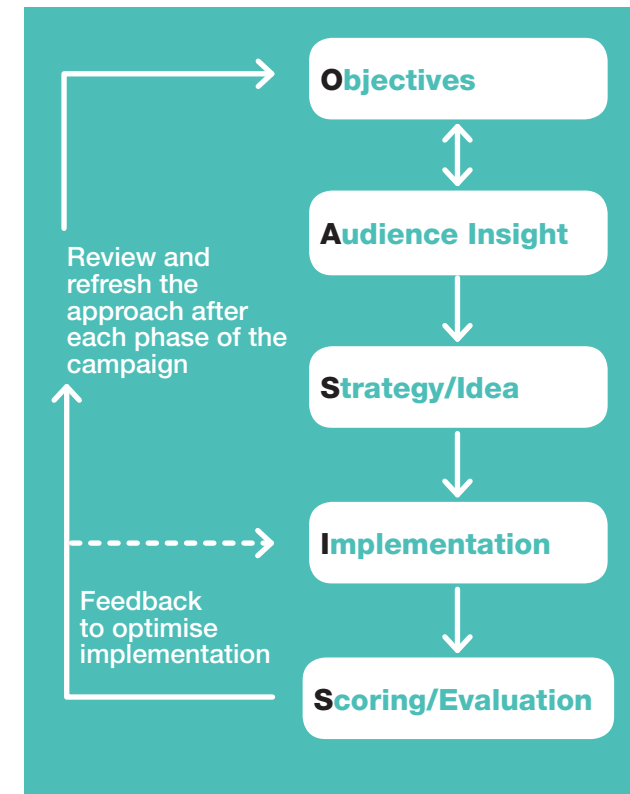 Objectives
Audience Insight
Review and
refresh the
approach after
each phase of the
campaign
Strategy/Idea
Implementation
Feedback
to optimise
implementation
Scoring/Evaluation